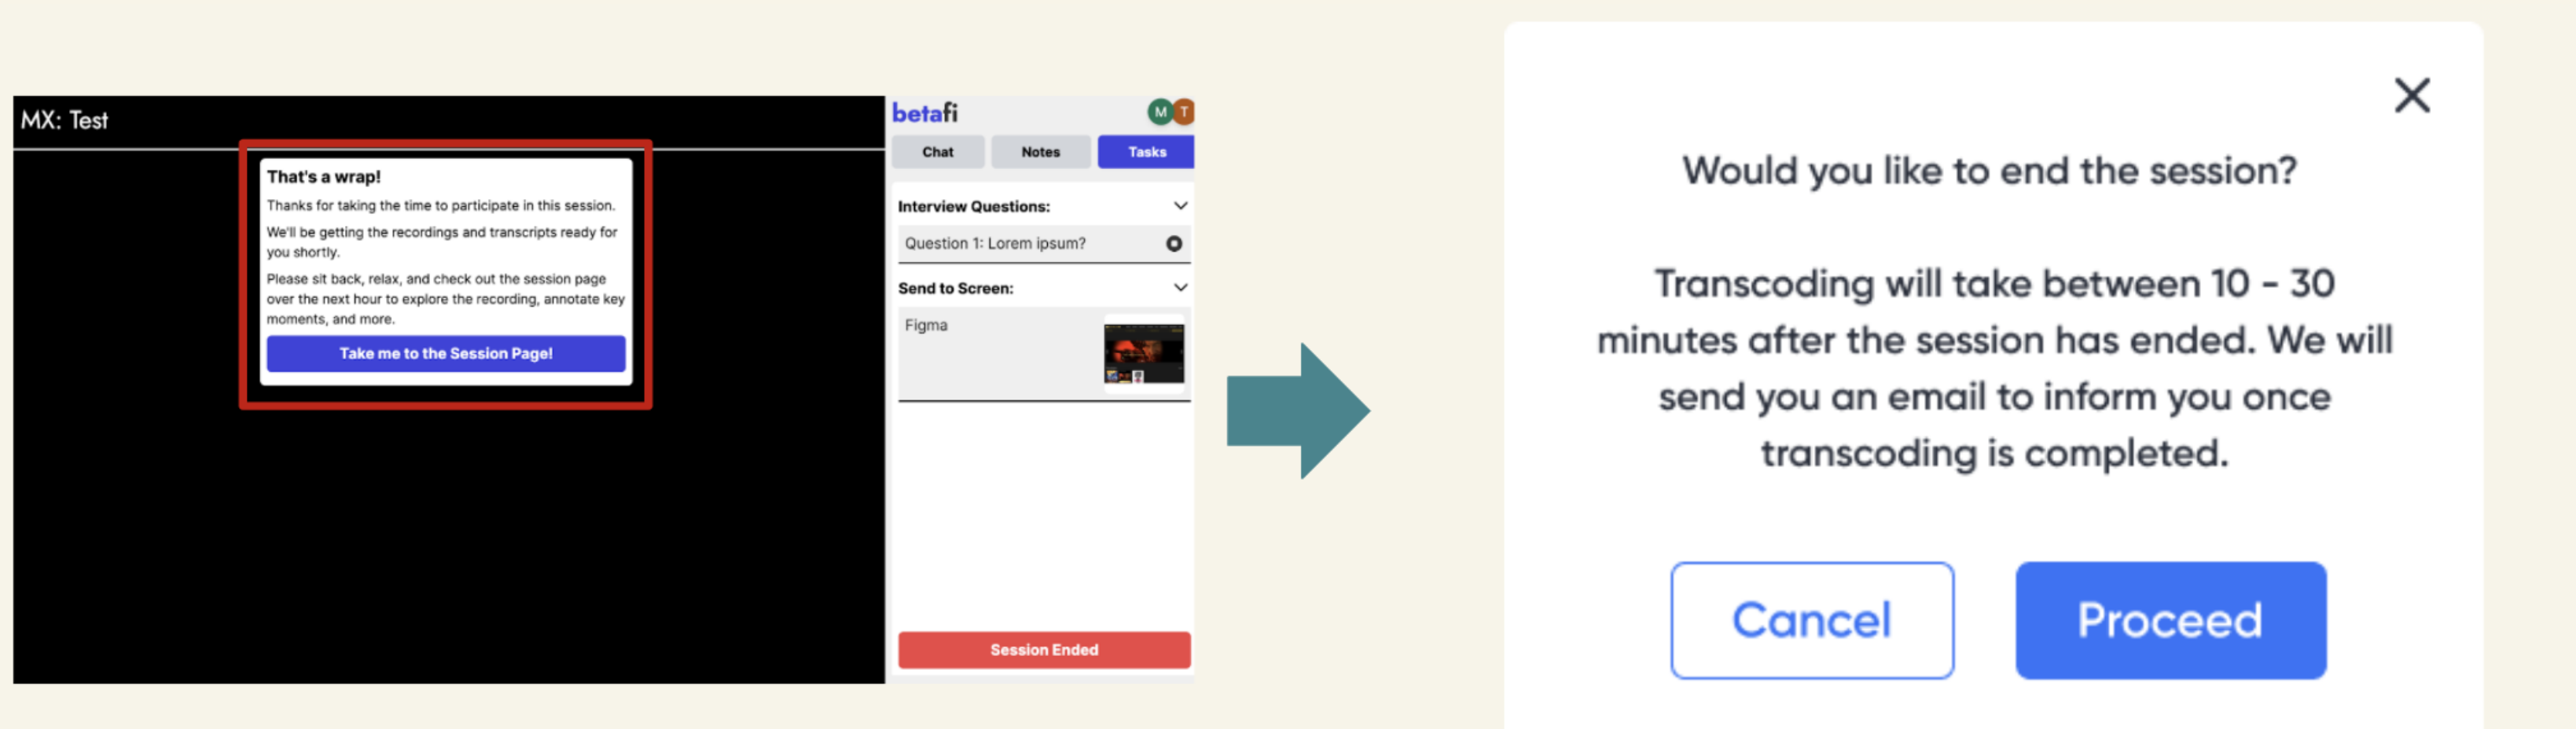 MX: Test
That's a wrap!
Thanks for taking the time to participate in this session.
We'll be getting the recordings and transcripts ready for
you shortly.
Please sit back, relax, and check out the session page
over the next hour to explore the recording, annotate key
moments, and more.
Take me to the Session Page!
betafi
M T
Chat Notes Tasks
Interview Questions:
Question 1: Lorem ipsum?
Send to Screen:
Figma
Session Ended
Would you like to end the session?
Transcoding will take between 10 - 30
minutes after the session has ended. We will
send you an email to inform you once
transcoding is completed.
Cancel Proceed